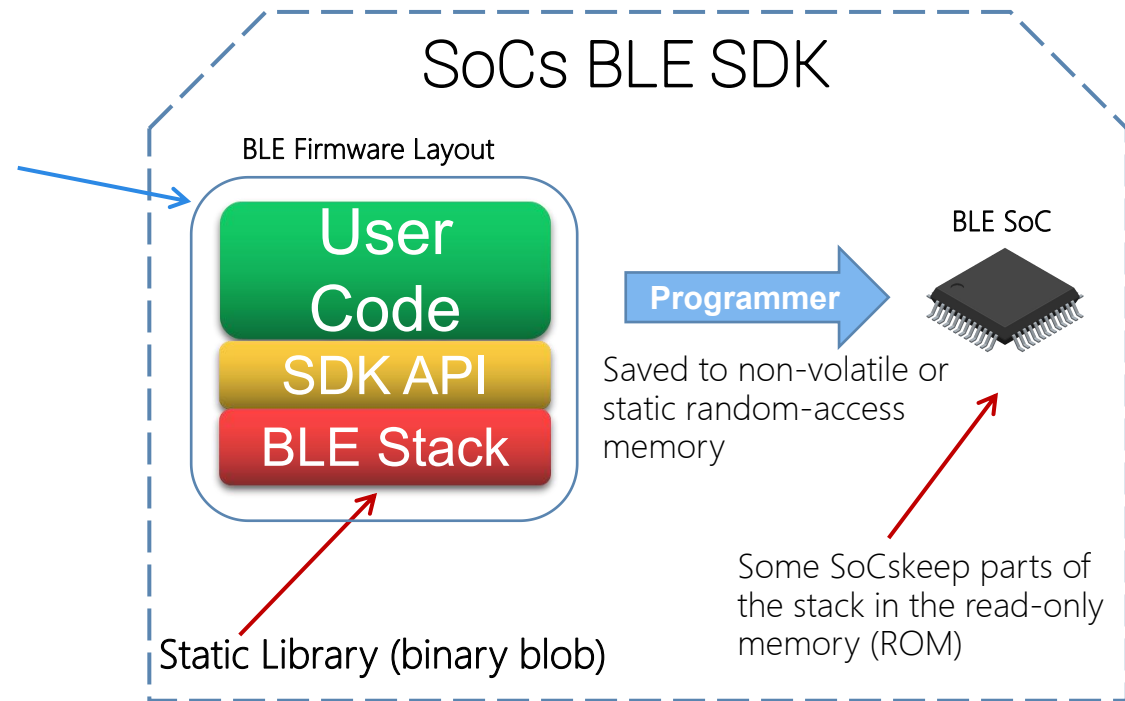 SoCs BLE SDK
BLE Firmware Layout
User
Code
SDK API
BLE Stack
Programmer
BLE SoC
Saved to non-volatile or
static random-access
memory
Static Library (binary blob)
Some SoCskeep parts of
the stack in the read-only
memory (ROM)